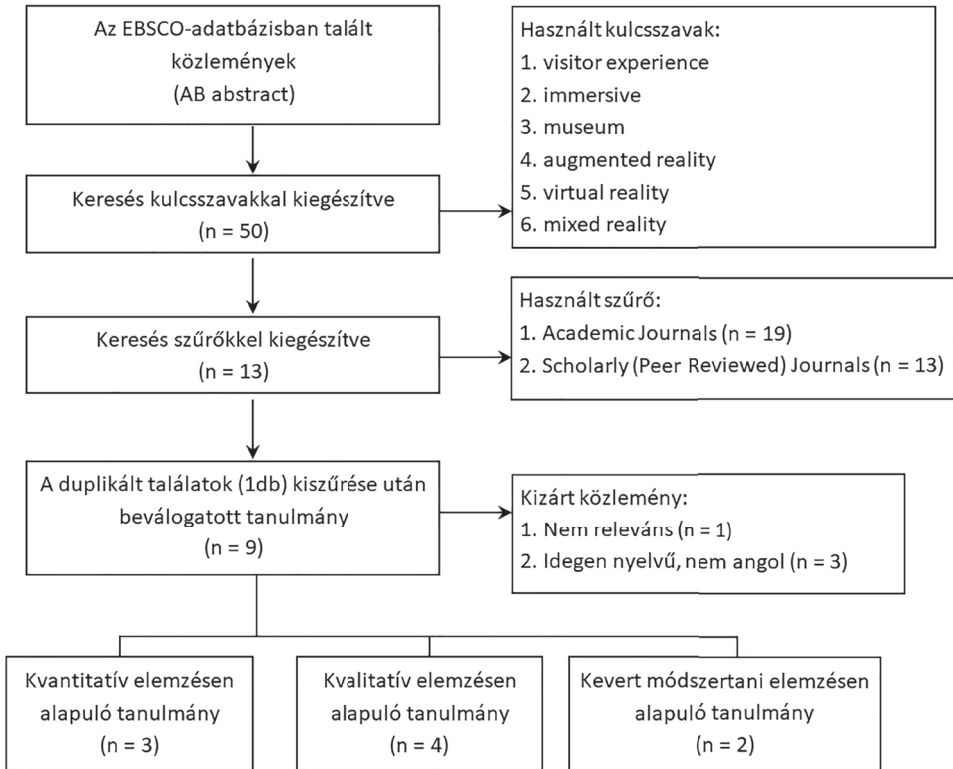 Az EBSCO-adatbázisban talált
közlemények
(AB abstract)
Használt kulcsszavak:
1. visitor experience
2. immersive
3. museum
4. augmented reality
5. virtual reality
6. mixed reality
Keresés kulcsszavakkal kiegészítve
(n = 50)
Keresés szűrőkkel kiegészítve
(n = 13)
Használt szűrő:
1. Academic Journals (n = 19)
2. Scholarly (Peer Reviewed) Journals (n = 13)
A duplikált találatok (1db) kiszűrése után
beválogatott tanulmány
(n = 9)
Kizárt közlemény:
1. Nem releváns (n = 1)
2. Idegen nyelvű, nem angol (n = 3)
Kvantitatív elemzésen
alapuló tanulmány
(n = 3)
Kvalitatív elemzésen
alapuló tanulmány
(n = 4)
Kevert módszertani elemzésen
alapuló tanulmány
(n = 2)